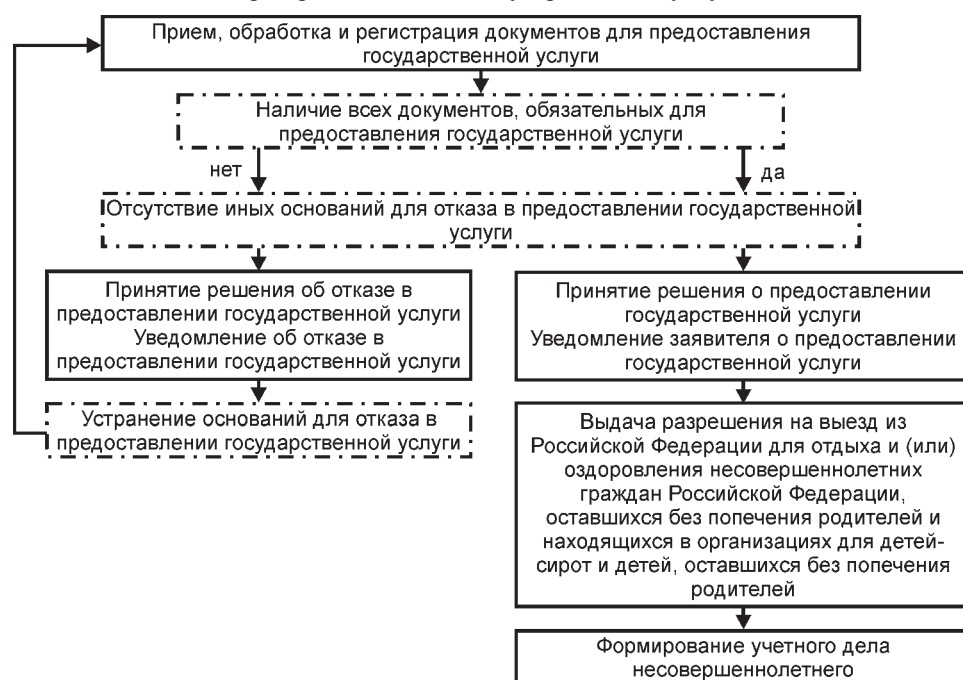 Прием, обработка и регистрация документов для предоставления
государственной услуги
Наличие всех документов, обязательных для
предоставления государственной услуги
нет
да
Отсутствие иных оснований для отказа в предоставлении государственной
услуги
Принятие решения об отказе в
предоставлении государственной услуги
Уведомление об отказе в
предоставлении государственной услуги
Принятие решения о предоставлении
государственной услуги
Уведомление заявителя о предоставлении
государственной услуги
Устранение оснований для отказа в
предоставлении государственной услуги
Выдача разрешения на выезд из
Российской Федерации для отдыха и (или)
оздоровления несовершеннолетних
граждан Российской Федерации,
оставшихся без попечения родителей и
находящихся в организациях для детей-
сирот и детей, оставшихся без попечения
родителей
Формирование учетного дела
несовершеннолетнего